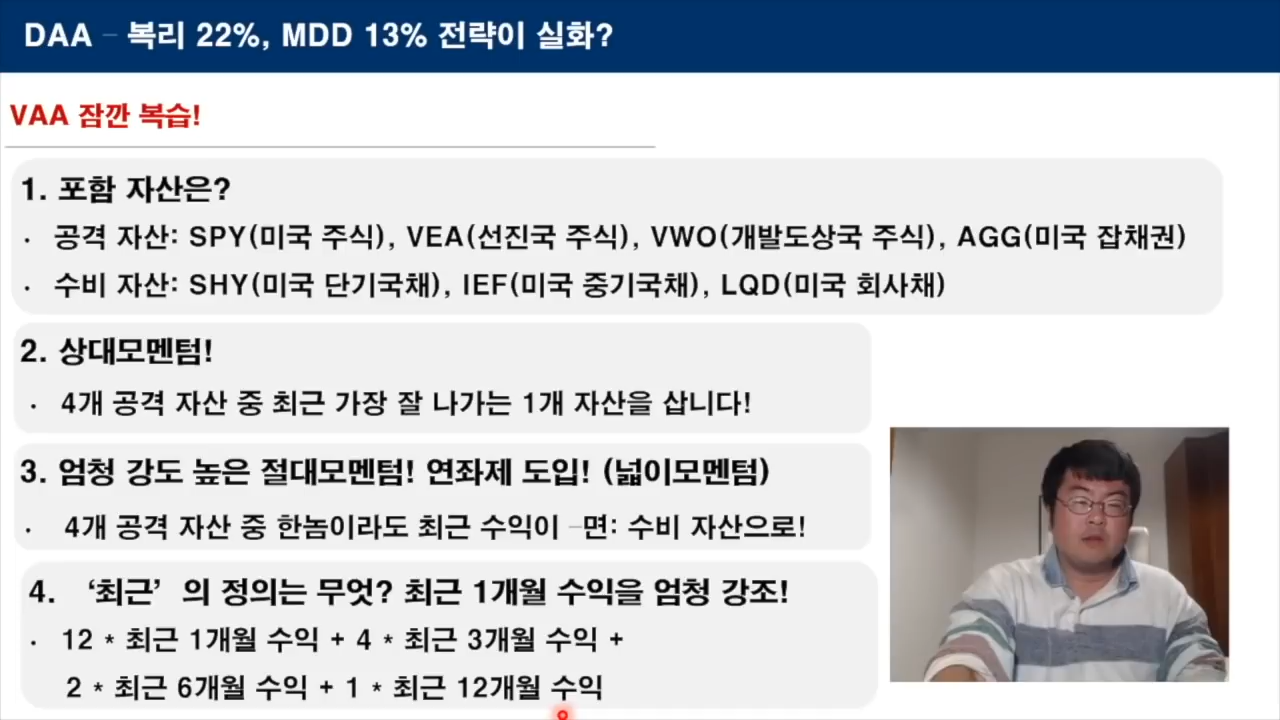 DAA – 복리 22%, MDD 13% 전략이 실화?
VAA 잠깐 복습!
1. 포함 자산은?
· 공격 자산: SPY(미국 주식), VEA(선진국 주식), VWO(개발도상국 주식), AGG(미국 잡채권)
· 수비 자산: SHY(미국 단기국채), IEF(미국 중기국채), LQD(미국 회사채)
2. 상대모멘텀!
· 4개 공격 자산 중 최근 가장 잘 나가는 1개 자산을 삽니다!
3. 엄청 강도 높은 절대모멘텀! 연좌제 도입! (넓이모멘텀)
· 4개 공격 자산 중 한놈이라도 최근 수익이 –면: 수비 자산으로!
4. ‘최근’의 정의는 무엇? 최근 1개월 수익을 엄청 강조!
· 12 * 최근 1개월 수익 + 4 * 최근 3개월 수익 +
2 * 최근 6개월 수익 + 1 * 최근 12개월 수익